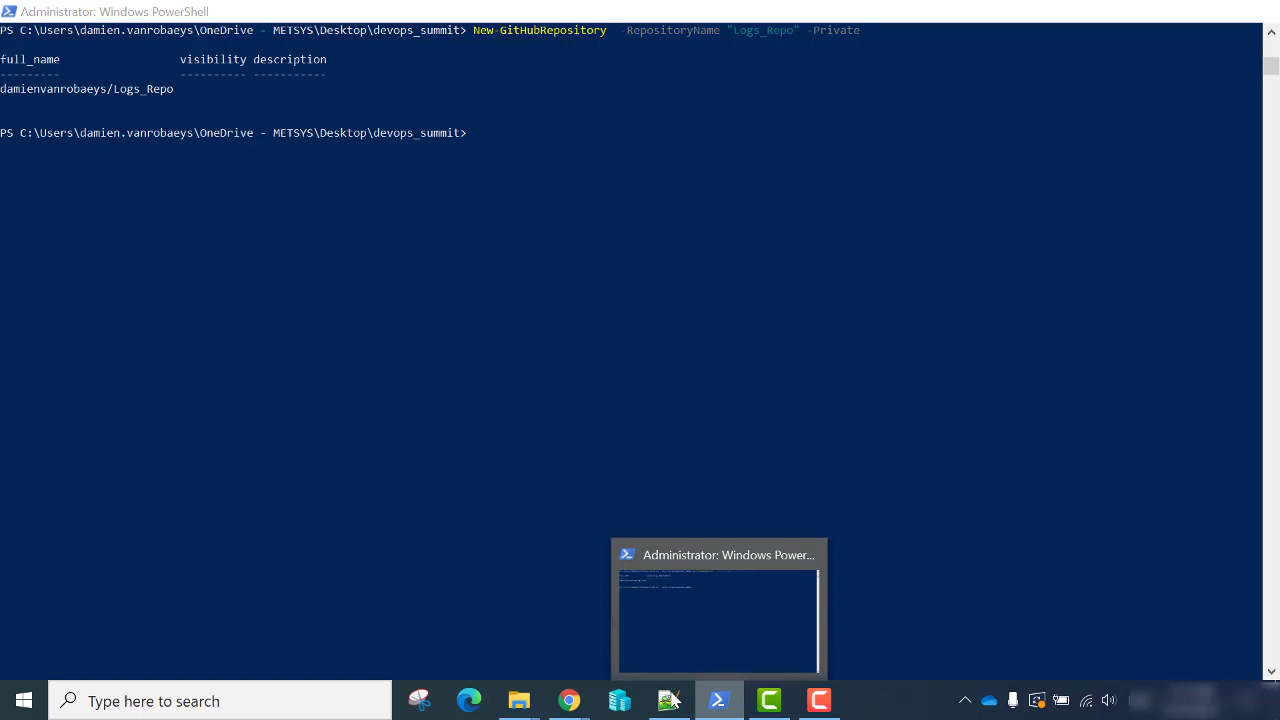 Administrator: Windows PowerShell
PS C:\Users\damien.vanrobaeys\OneDrive - METSYS\Desktop\devops_summit> New-GitHubRepository  -RepositoryName "Logs_Repo" -Private
full_name                  visibility description
---------                  ---------- -----------
damienvanrobaeys/Logs_Repo
PS C:\Users\damien.vanrobaeys\OneDrive - METSYS\Desktop\devops_summit>
Administrator: Windows Power...
Type here to search